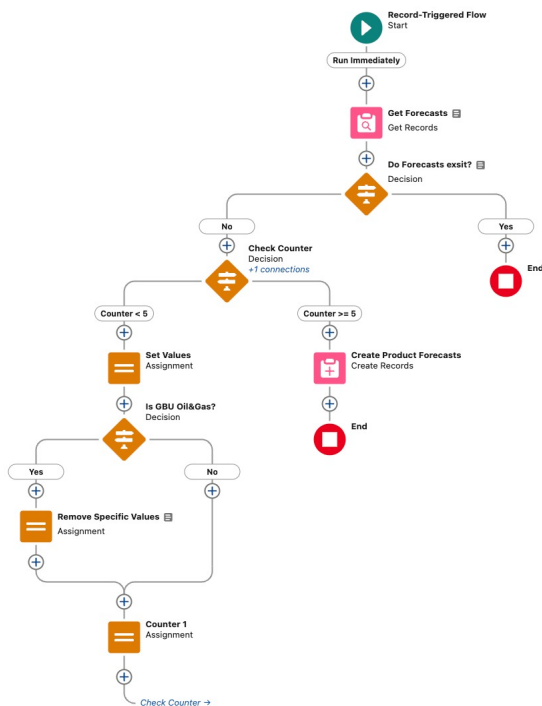 Record-Triggered Flow
Start
Run Immediately
Get Forecasts
Get Records
Do Forecasts exsit?
Decision
No
Yes
Check Counter
Decision
+1 connections
End
Counter < 5
Counter >= 5
Set Values
Assignment
Create Product Forecasts
Create Records
Is GBU Oil&Gas?
Decision
End
Yes
No
Remove Specific Values
Assignment
Counter 1
Assignment
Check Counter →